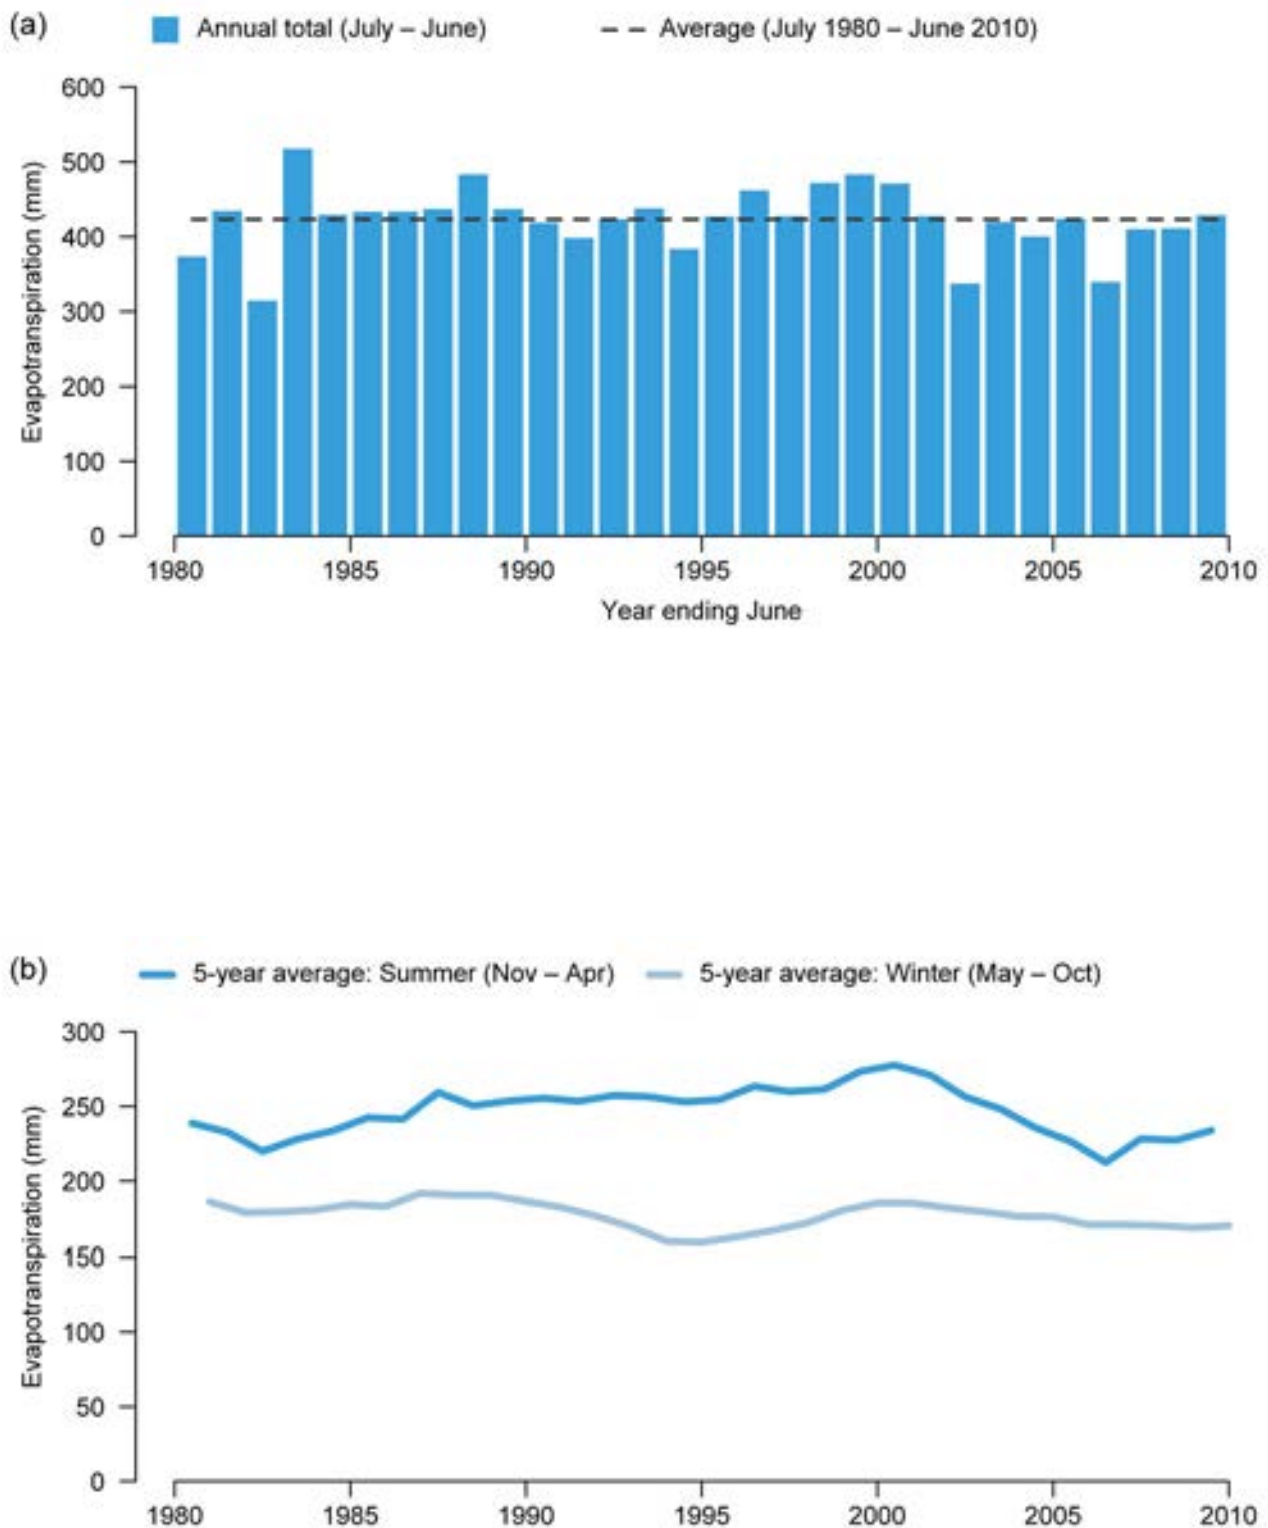 (a) Annual total (July – June) Average (July 1980 – June 2010)
600
500
400
300
200
100
0
Evapotranspiration (mm)
1980 1985 1990 1995 2000 2005 2010
Year ending June
(b) 5-year average: Summer (Nov – Apr) 5-year average: Winter (May – Oct)
300
250
200
150
100
50
0
Evapotranspiration (mm)
1980 1985 1990 1995 2000 2005 2010